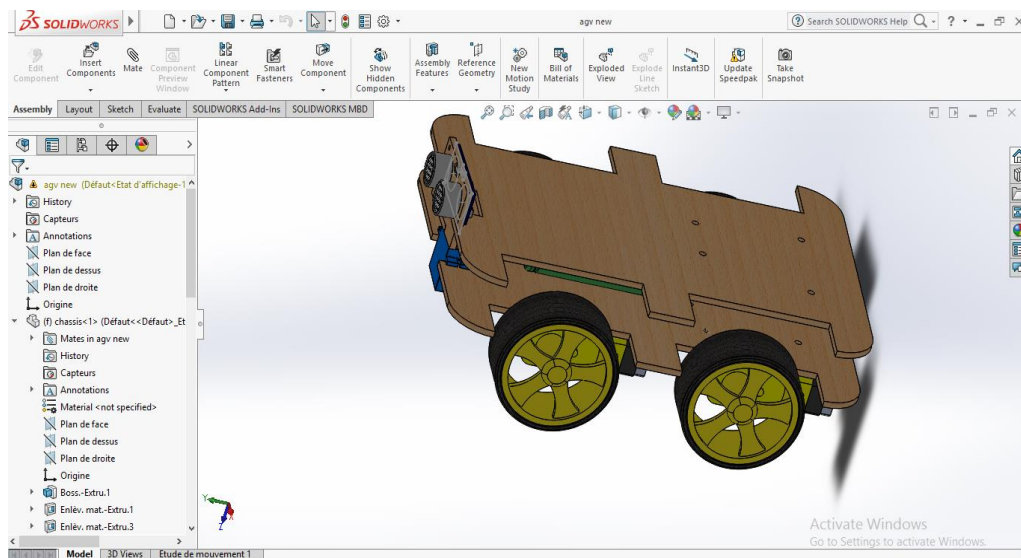 SOLIDWORKS
agv new
Search SOLIDWORKS Help
Edit Component
Insert Components
Mate
Component Preview Window
Linear Component Pattern
Smart Fasteners
Move Component
Show Hidden Components
Assembly Features
Reference Geometry
New Motion Study
Bill of Materials
Exploded View
Explode Line Sketch
Instant3D
Update Speedpak
Take Snapshot
Assembly Layout Sketch Evaluate SOLIDWORKS Add-Ins SOLIDWORKS MBD
agv new (Défaut<Etat d'affichage-1
History
Capteurs
Annotations
Plan de face
Plan de dessus
Plan de droite
Origine
(f) chassis<1> (Défaut<<Défaut>_Et
Mates in agv new
History
Capteurs
Annotations
Material <not specified>
Plan de face
Plan de dessus
Plan de droite
Origine
Boss.-Extru.1
Enlèv. mat.-Extru.1
Enlèv. mat.-Extru.3
Y
X
Z
Activate Windows
Go to Settings to activate Windows.
Model 3D Views Etude de mouvement 1